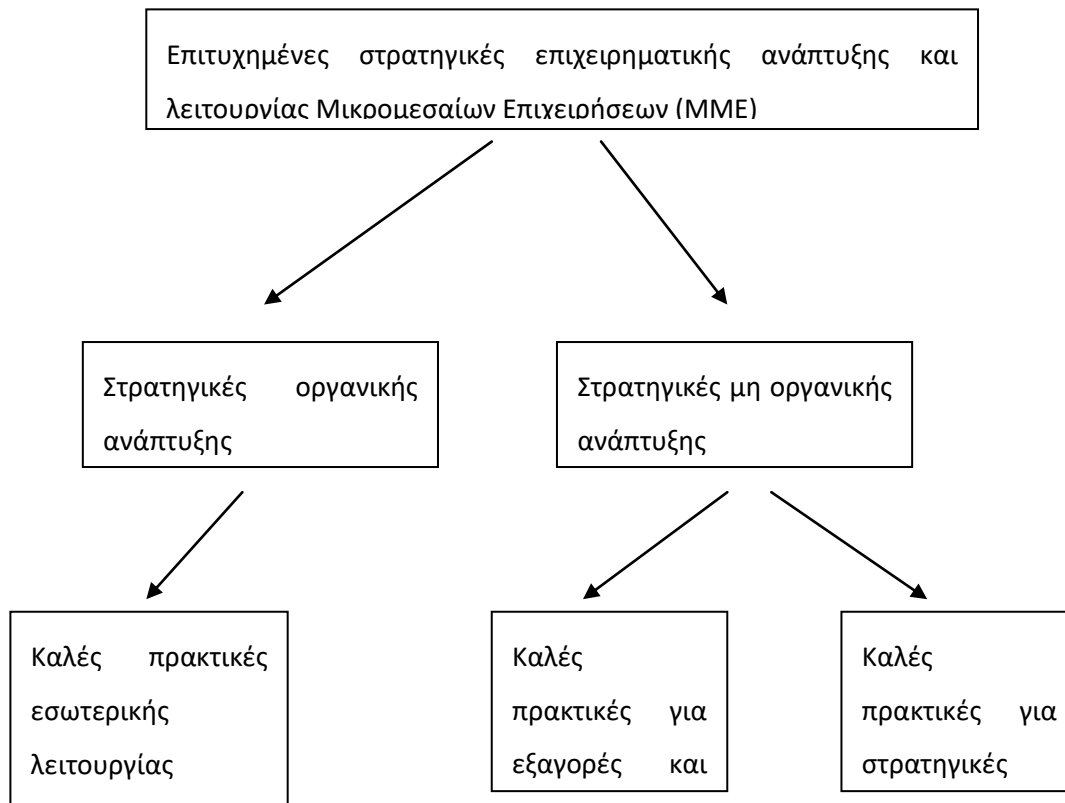 Επιτυχημένες στρατηγικές επιχειρηματικής ανάπτυξης και
λειτουργίας Μικρομεσαίων Επιχειρήσεων (ΜΜΕ)
Στρατηγικές οργανικής
ανάπτυξης
Στρατηγικές μη οργανικής
ανάπτυξης
Καλές πρακτικές
εσωτερικής
λειτουργίας
Καλές
πρακτικές για
εξαγορές και
Καλές
πρακτικές για
στρατηγικές